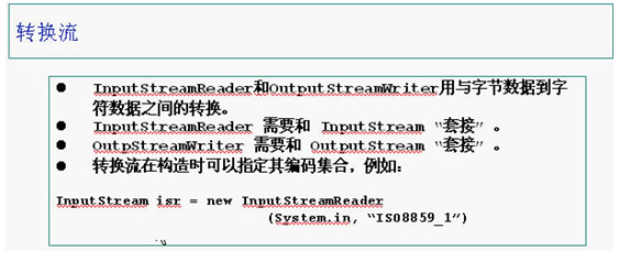 转换流
● InputStreamReader和OutputStreamWriter用与字节数据到字
符数据之间的转换。
● InputStreamReader 需要和 InputStream “套接” 。
● OutpStreamWriter 需要和 OutputStream “套接” 。
● 转换流在构造时可以指定其编码集合，例如：
InputStream isr = new InputStreamReader
(System.in, “ISO8859_1”)